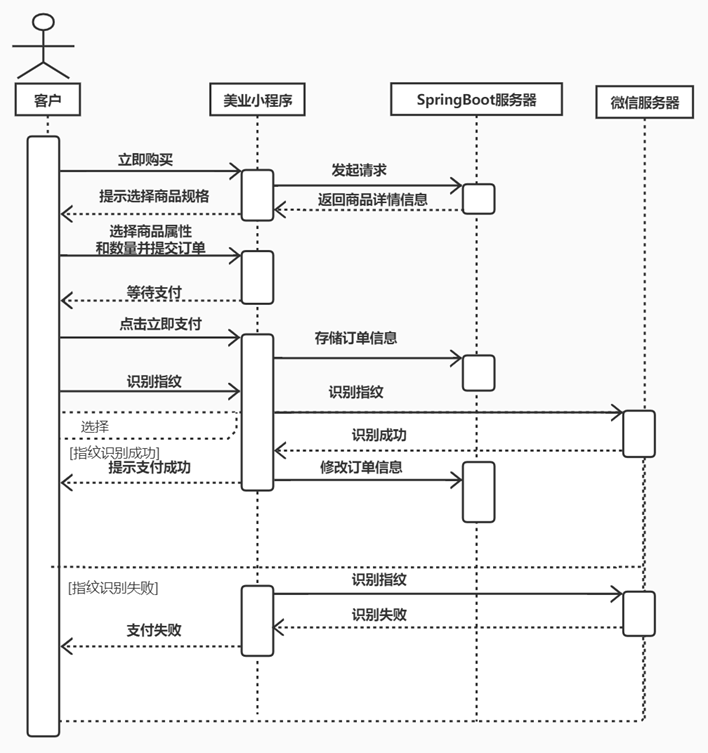 客户
美业小程序
SpringBoot服务器
微信服务器
立即购买
发起请求
提示选择商品规格
返回商品详情信息
选择商品属性
和数量并提交订单
等待支付
点击立即支付
存储订单信息
识别指纹
识别指纹
选择
识别成功
[指纹识别成功]
提示支付成功
修改订单信息
[指纹识别失败]
识别指纹
识别失败
支付失败